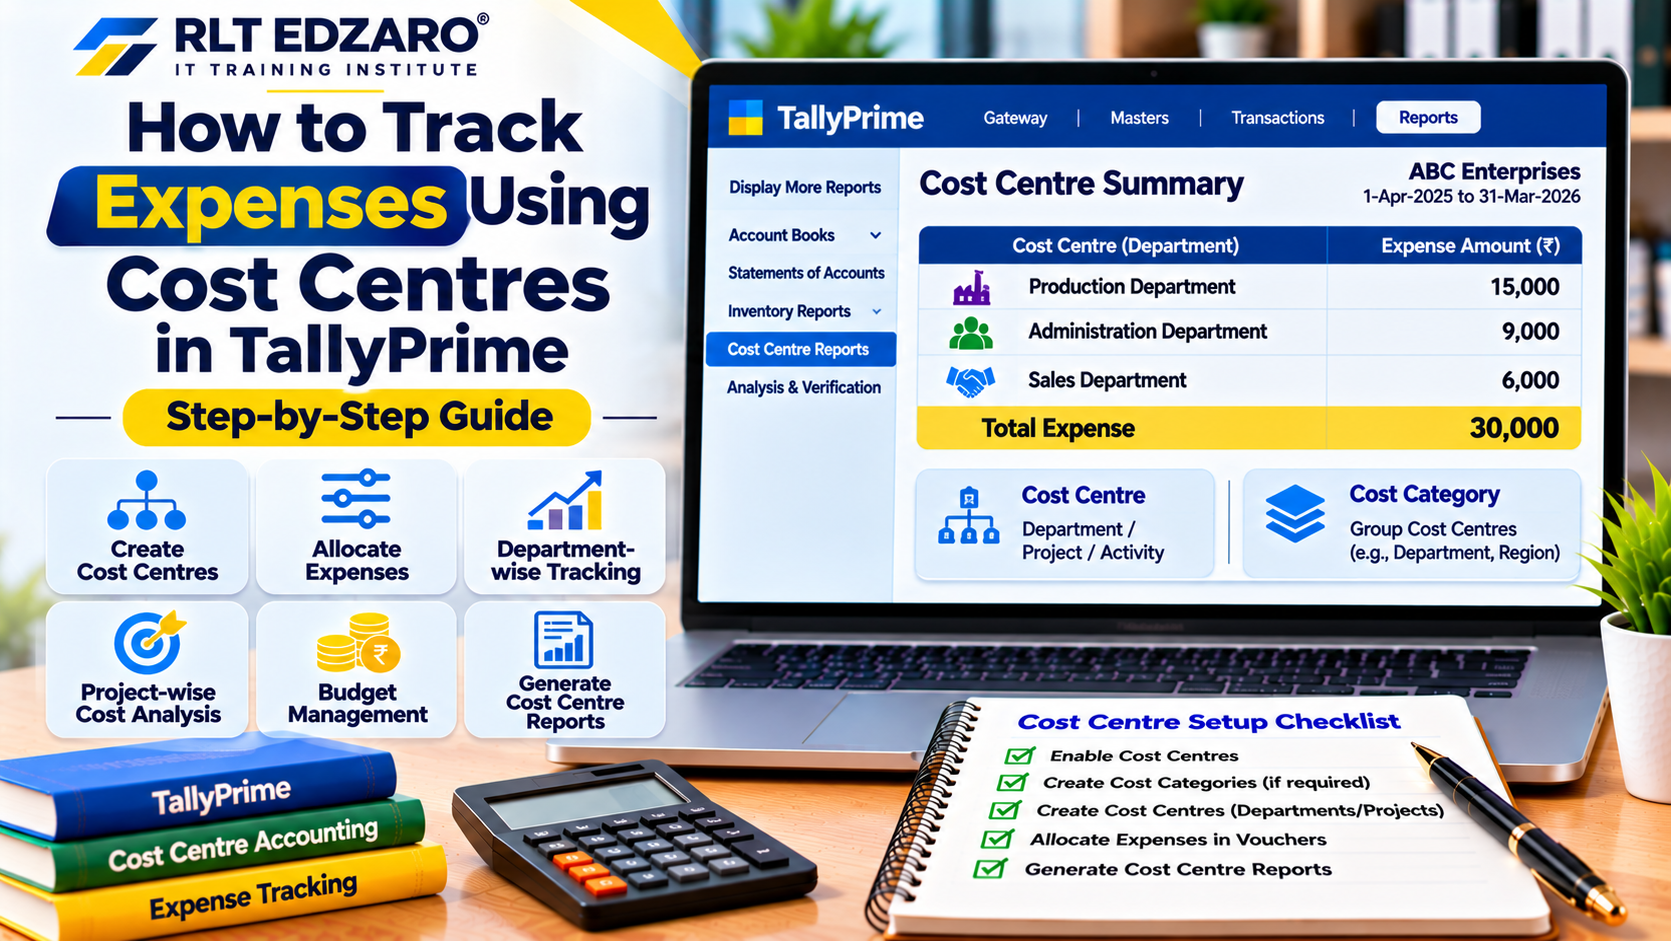 RLT EDZARO®
IT TRAINING INSTITUTE
How to Track
Expenses Using
Cost Centres
in TallyPrime
Step-by-Step Guide
Create
Cost Centres
Allocate
Expenses
Department-
wise Tracking
Project-wise
Cost Analysis
₹
Budget
Management
Generate
Cost Centre
Reports
TallyPrime
Cost Centre Accounting
Expense Tracking
TallyPrime
Gateway | Masters | Transactions | Reports
Display More Reports
Account Books
Statements of Accounts
Inventory Reports
Cost Centre Reports
Analysis & Verification
Cost Centre Summary
ABC Enterprises
1-Apr-2025 to 31-Mar-2026
Cost Centre (Department) Expense Amount (₹)
Production Department 15,000
Administration Department 9,000
Sales Department 6,000
Total Expense 30,000
Cost Centre
Department /
Project / Activity
Cost Category
Group Cost Centres
(e.g., Department, Region)
Cost Centre Setup Checklist
Enable Cost Centres
Create Cost Categories (if required)
Create Cost Centres (Departments/Projects)
Allocate Expenses in Vouchers
Generate Cost Centre Reports